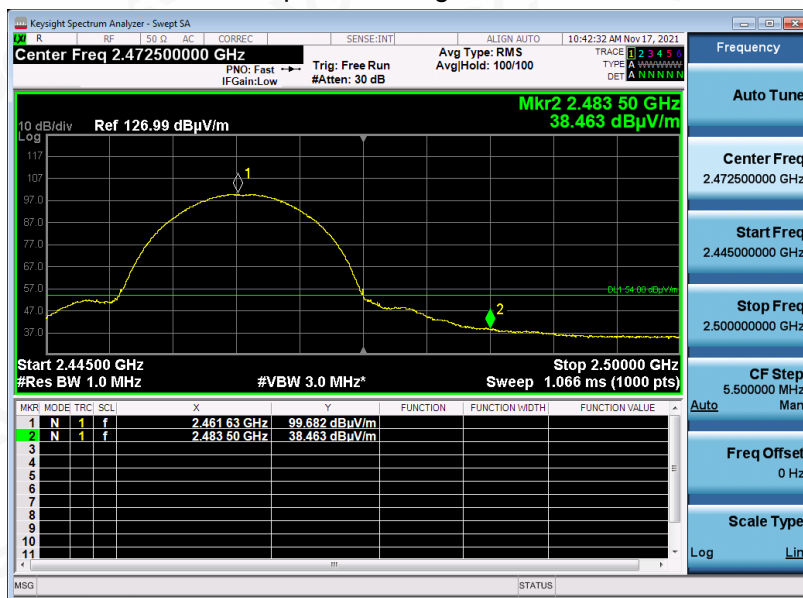 Keysight Spectrum Analyzer - Swept SA
LXI R RF 50 Ω AC CORREC SENSE:INT ALIGN AUTO 10:42:32 AM Nov 17, 2021
Center Freq 2.472500000 GHz
PNO: Fast
IFGain:Low
Trig: Free Run
#Atten: 30 dB
Avg Type: RMS
Avg|Hold: 100/100
TRACE 1 2 3 4 5 6
TYPE A WWWWW
DET A N N N N N
Frequency
Auto Tune
Center Freq
2.472500000 GHz
Start Freq
2.445000000 GHz
Stop Freq
2.500000000 GHz
CF Step
5.500000 MHz
Auto Man
Freq Offset
0 Hz
Scale Type
Log Lin
Mkr2 2.483 50 GHz
38.463 dBµV/m
10 dB/div Ref 126.99 dBµV/m
Log
117
107
97.0
87.0
77.0
67.0
57.0
47.0
37.0
1
2
DL1 54.00 dBµV/m
Start 2.44500 GHz Stop 2.50000 GHz
#Res BW 1.0 MHz #VBW 3.0 MHz* Sweep 1.066 ms (1000 pts)
MKR MODE TRC SCL X Y FUNCTION FUNCTION WIDTH FUNCTION VALUE
1 N 1 f 2.461 63 GHz 99.682 dBµV/m
2 N 1 f 2.483 50 GHz 38.463 dBµV/m
3
4
5
6
7
8
9
10
11
MSG STATUS